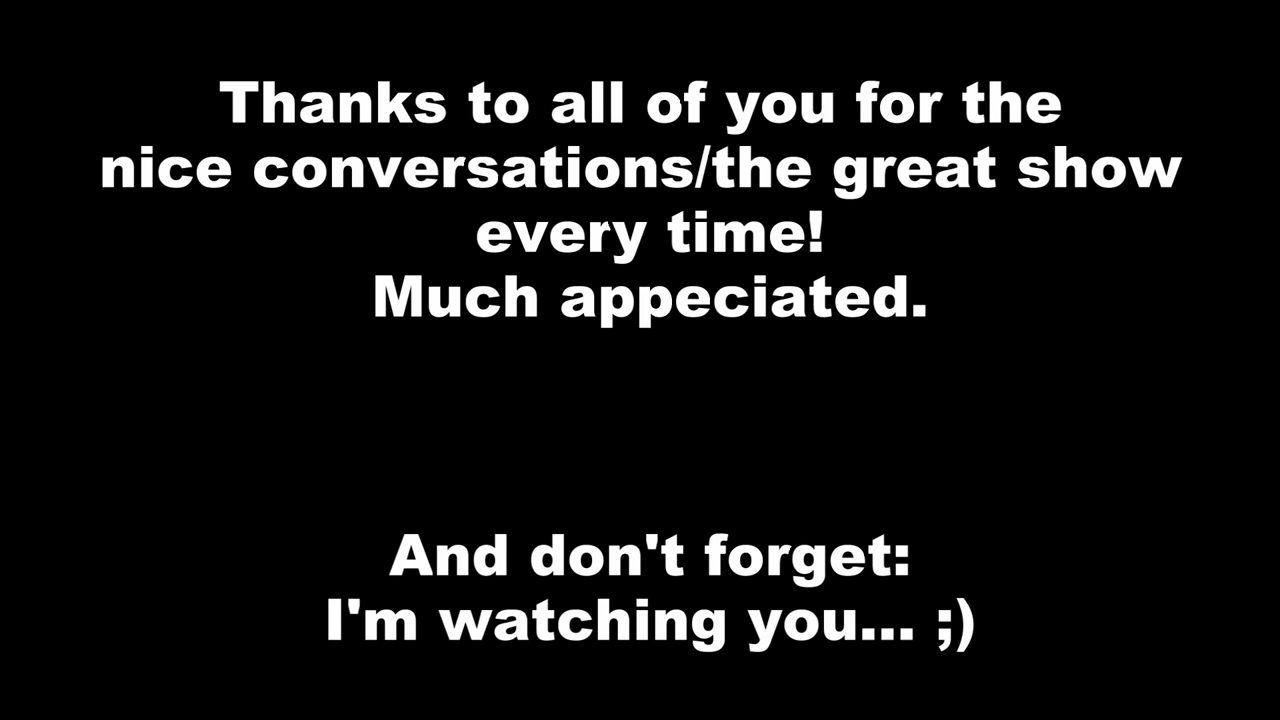 Thanks to all of you for the
nice conversations/the great show
every time!
Much appeciated.
And don't forget:
I'm watching you... ;)